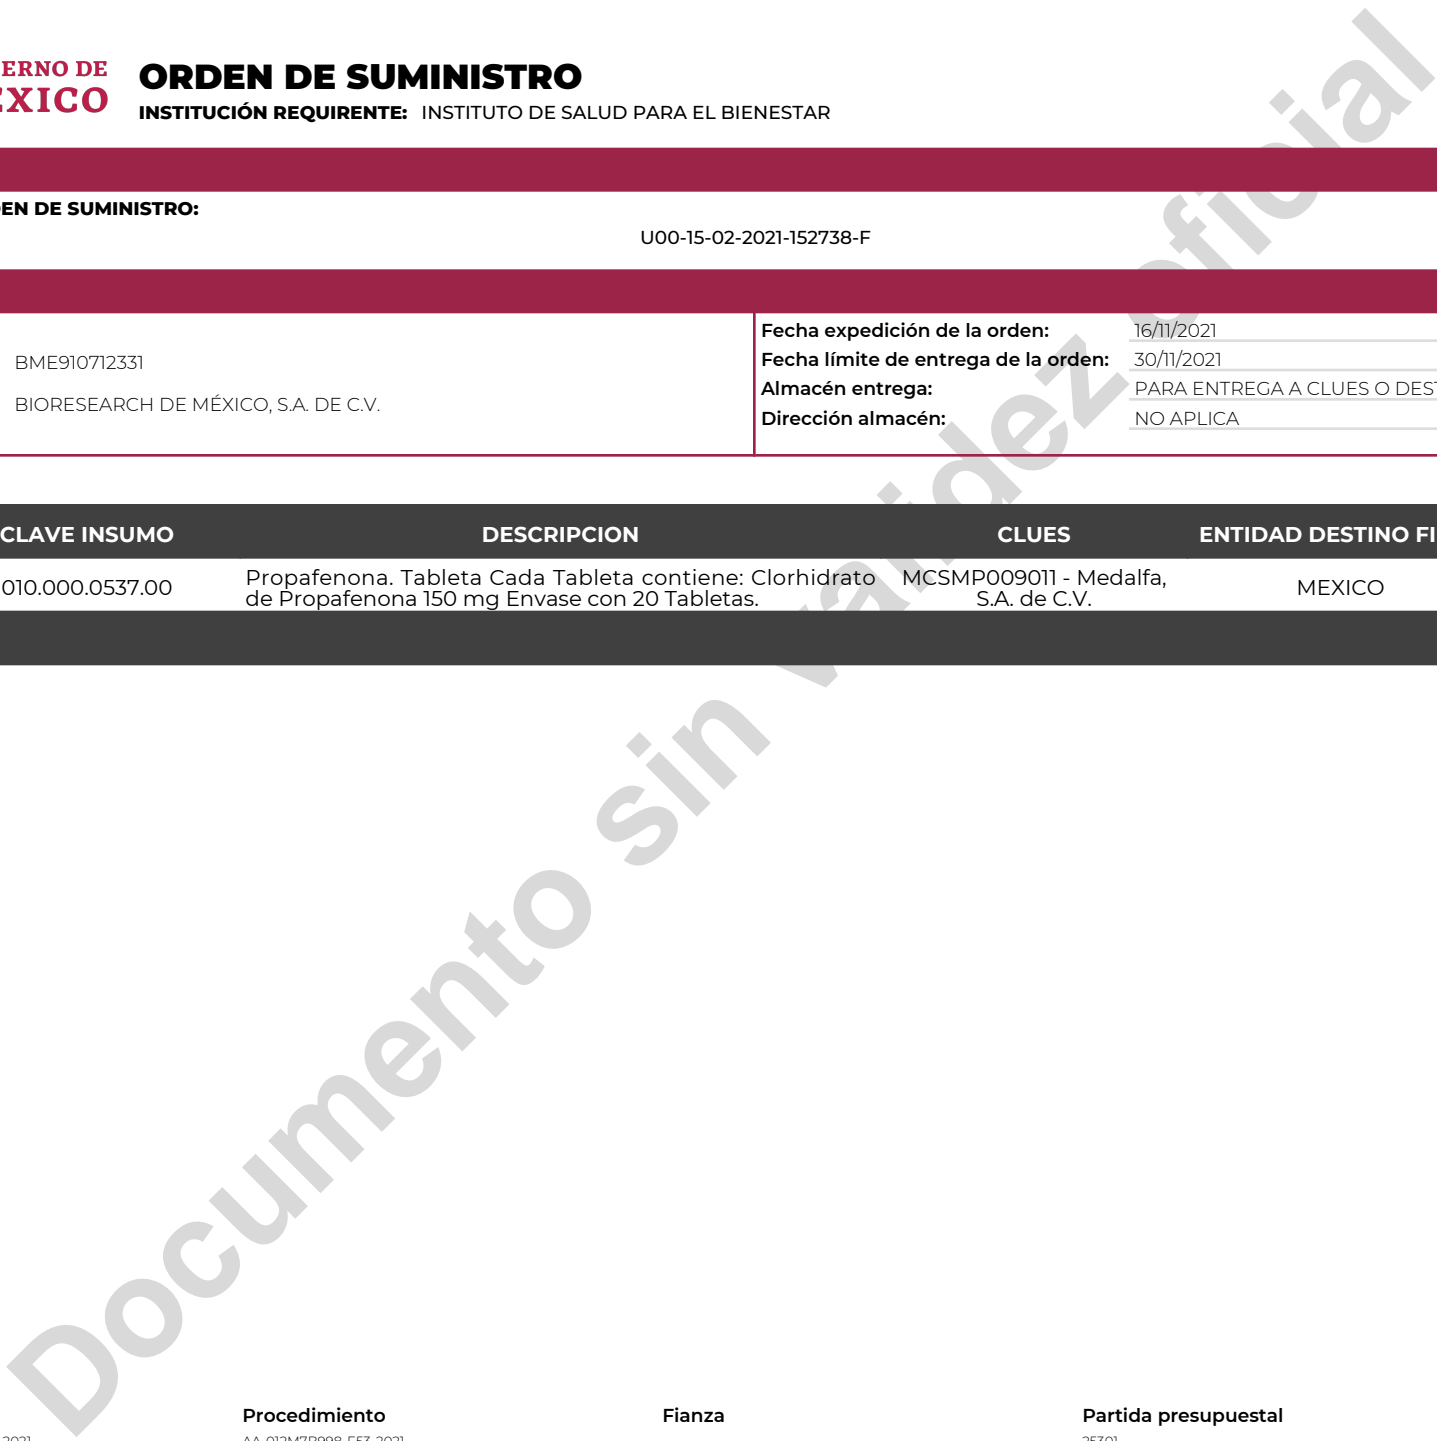 ERNO DE
EXICO
ORDEN DE SUMINISTRO
INSTITUCIÓN REQUIRENTE: INSTITUTO DE SALUD PARA EL BIENESTAR
EN DE SUMINISTRO:
U00-15-02-2021-152738-F
BME910712331
BIORESEARCH DE MÉXICO, S.A. DE C.V.
Fecha expedición de la orden: 16/11/2021
Fecha límite de entrega de la orden: 30/11/2021
Almacén entrega: PARA ENTREGA A CLUES O DEST
Dirección almacén: NO APLICA
CLAVE INSUMO DESCRIPCION CLUES ENTIDAD DESTINO FI
010.000.0537.00
Propafenona. Tableta Cada Tableta contiene: Clorhidrato
de Propafenona 150 mg Envase con 20 Tabletas.
MCSMP009011 - Medalfa,
S.A. de C.V.
MEXICO
Documento sin validez oficial
Procedimiento Fianza Partida presupuestal